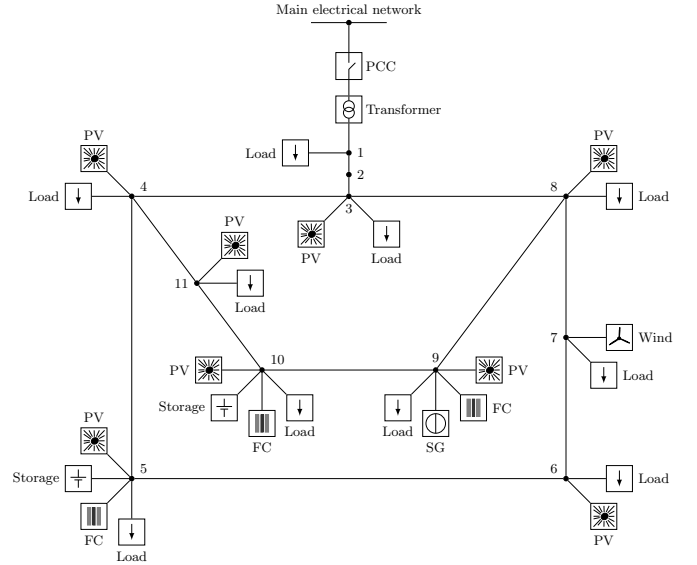 Main electrical network
PCC
Transformer
Load
1
2
3
PV
Load
PV
4
Load
PV
8
Load
PV
11
Load
7
Wind
Load
PV
10
Storage
FC
Load
9
PV
Load
SG
FC
PV
Storage
5
FC
Load
6
Load
PV